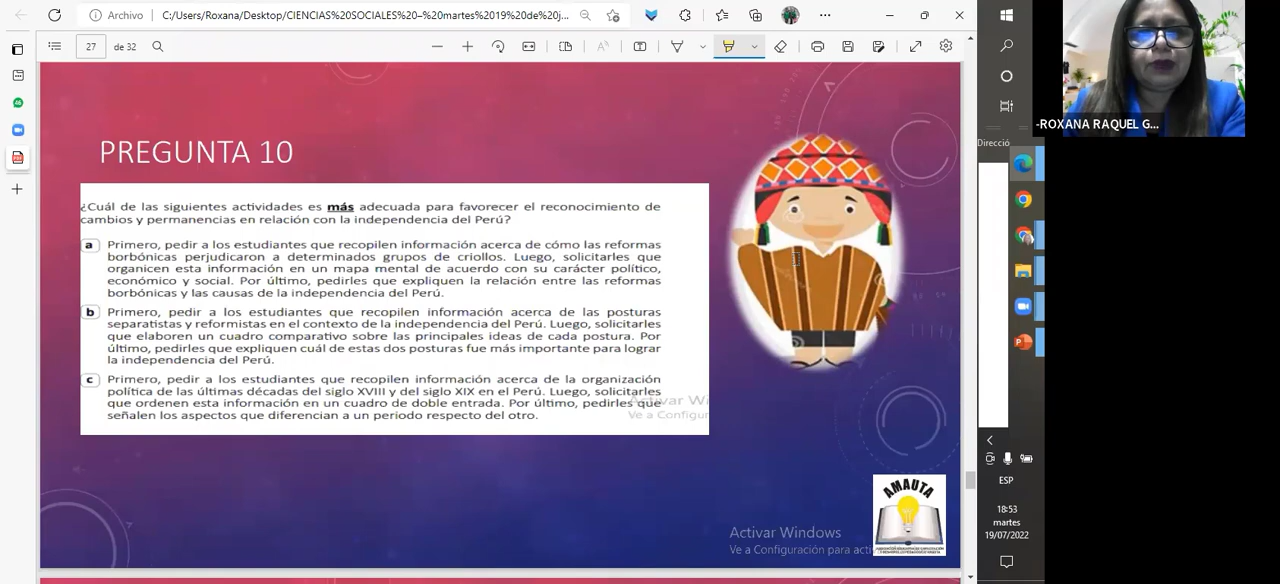 Archivo
C:/Users/Roxana/Desktop/CIENCIAS%20SOCIALES%20–%20martes%2019%20de%20j...
27 de 32
PREGUNTA 10
¿Cuál de las siguientes actividades es más adecuada para favorecer el reconocimiento de
cambios y permanencias en relación con la independencia del Perú?
a Primero, pedir a los estudiantes que recopilen información acerca de cómo las reformas
borbónicas perjudicaron a determinados grupos de criollos. Luego, solicitarles que
organicen esta información en un mapa mental de acuerdo con su carácter político,
económico y social. Por último, pedirles que expliquen la relación entre las reformas
borbónicas y las causas de la independencia del Perú.
b Primero, pedir a los estudiantes que recopilen información acerca de las posturas
separatistas y reformistas en el contexto de la independencia del Perú. Luego, solicitarles
que elaboren un cuadro comparativo sobre las principales ideas de cada postura. Por
último, pedirles que expliquen cuál de estas dos posturas fue más importante para lograr
la independencia del Perú.
c Primero, pedir a los estudiantes que recopilen información acerca de la organización
política de las últimas décadas del siglo XVIII y del siglo XIX en el Perú. Luego, solicitarles
que ordenen esta información en un cuadro de doble entrada. Por último, pedirles que
señalen los aspectos que diferencian a un periodo respecto del otro.
AMAUTA
Activar Windows
Ve a Configuración para acti
-ROXANA RAQUEL G...
Direcció
ESP
18:53
martes
19/07/2022